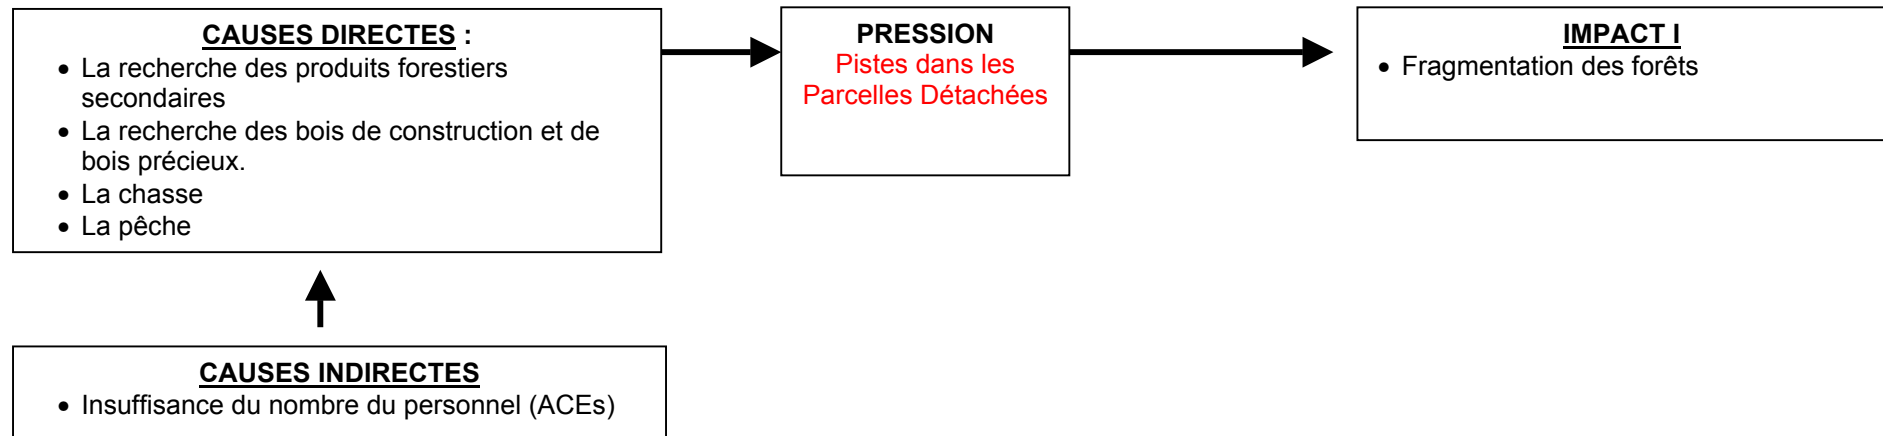 CAUSES DIRECTES :
• La recherche des produits forestiers
secondaires
• La recherche des bois de construction et de
bois précieux.
• La chasse
• La pêche
PRESSION
Pistes dans les
Parcelles Détachées
IMPACT I
• Fragmentation des forêts
CAUSES INDIRECTES
• Insuffisance du nombre du personnel (ACEs)